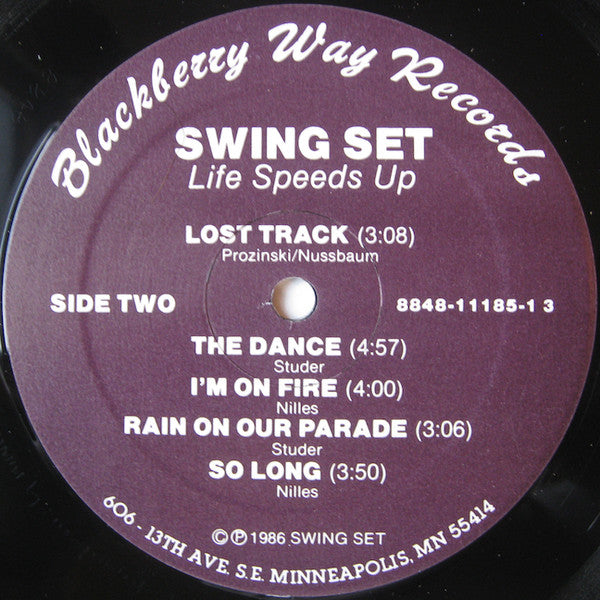 Blackberry Way Records
SWING SET
Life Speeds Up
LOST TRACK (3:08)
Prozinski/Nussbaum
SIDE TWO
8848-11185-1 3
THE DANCE (4:57)
Studer
I'M ON FIRE (4:00)
Nilles
RAIN ON OUR PARADE (3:06)
Studer
SO LONG (3:50)
Nilles
©℗ 1986 SWING SET
606 - 13TH AVE. S.E. MINNEAPOLIS, MN 55414